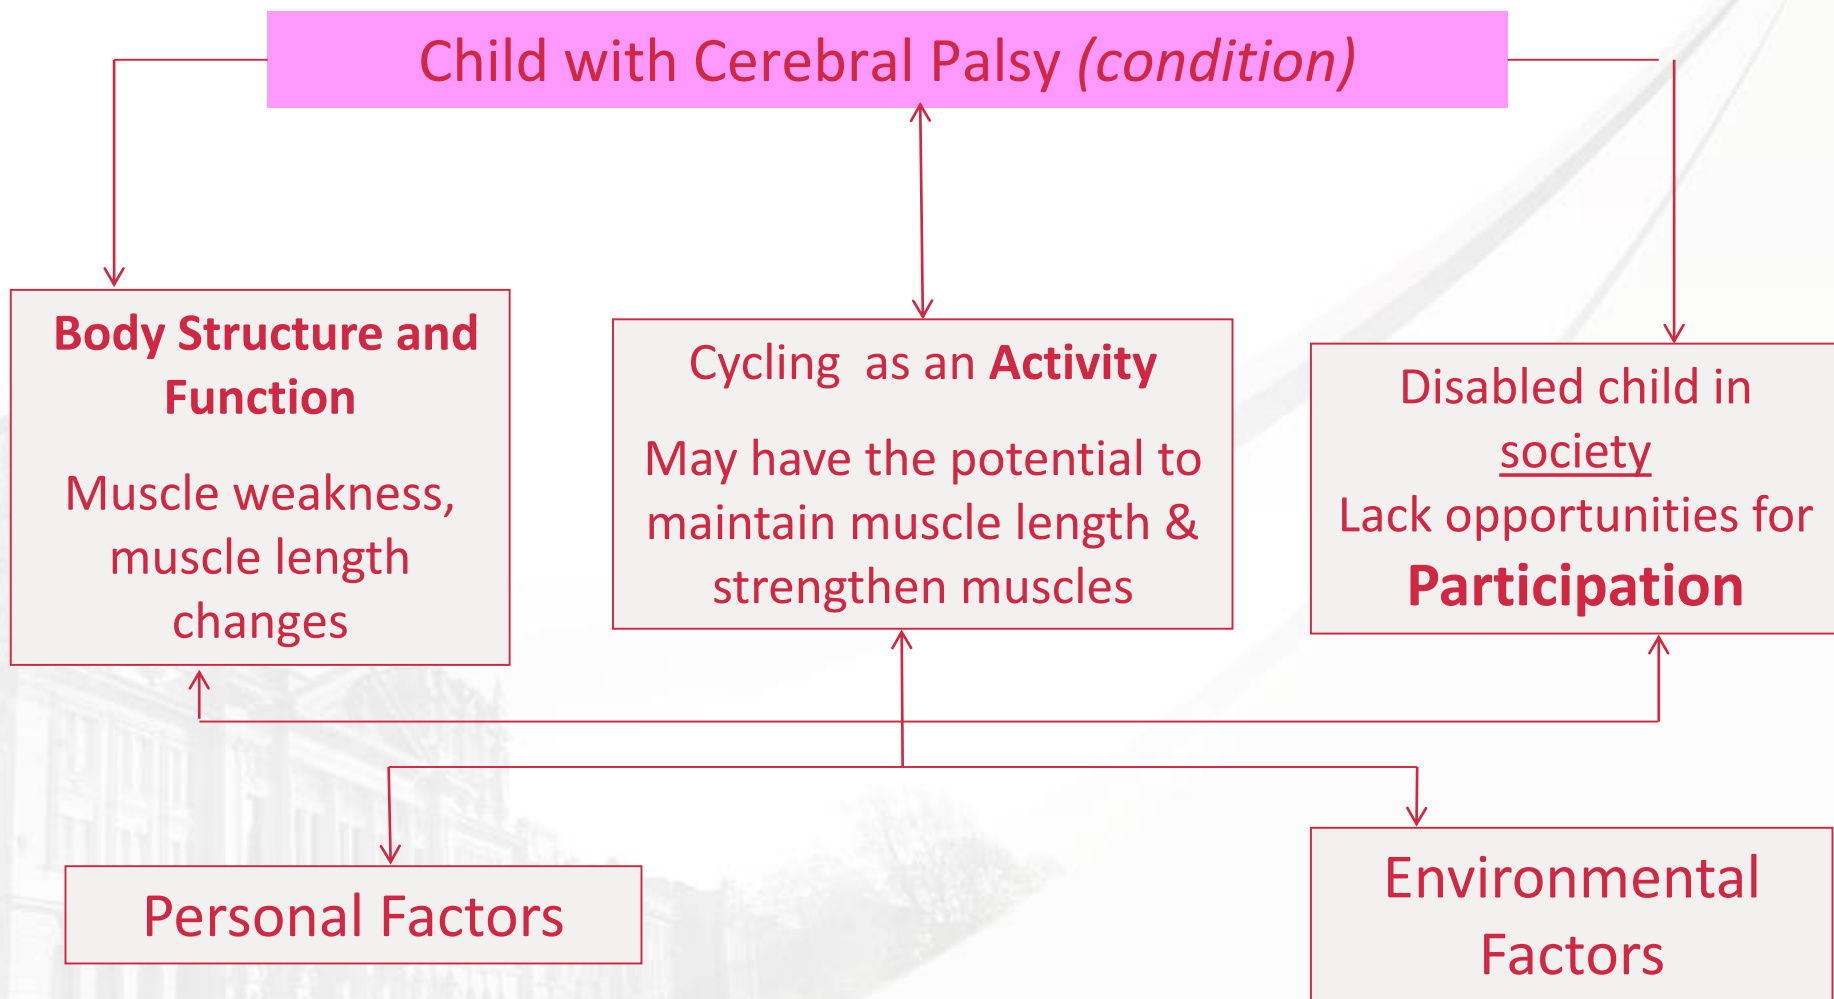 Child with Cerebral Palsy (condition)
Body Structure and
Function
Muscle weakness,
muscle length
changes
Cycling as an Activity
May have the potential to
maintain muscle length &
strengthen muscles
Disabled child in
society
Lack opportunities for
Participation
Personal Factors
Environmental
Factors